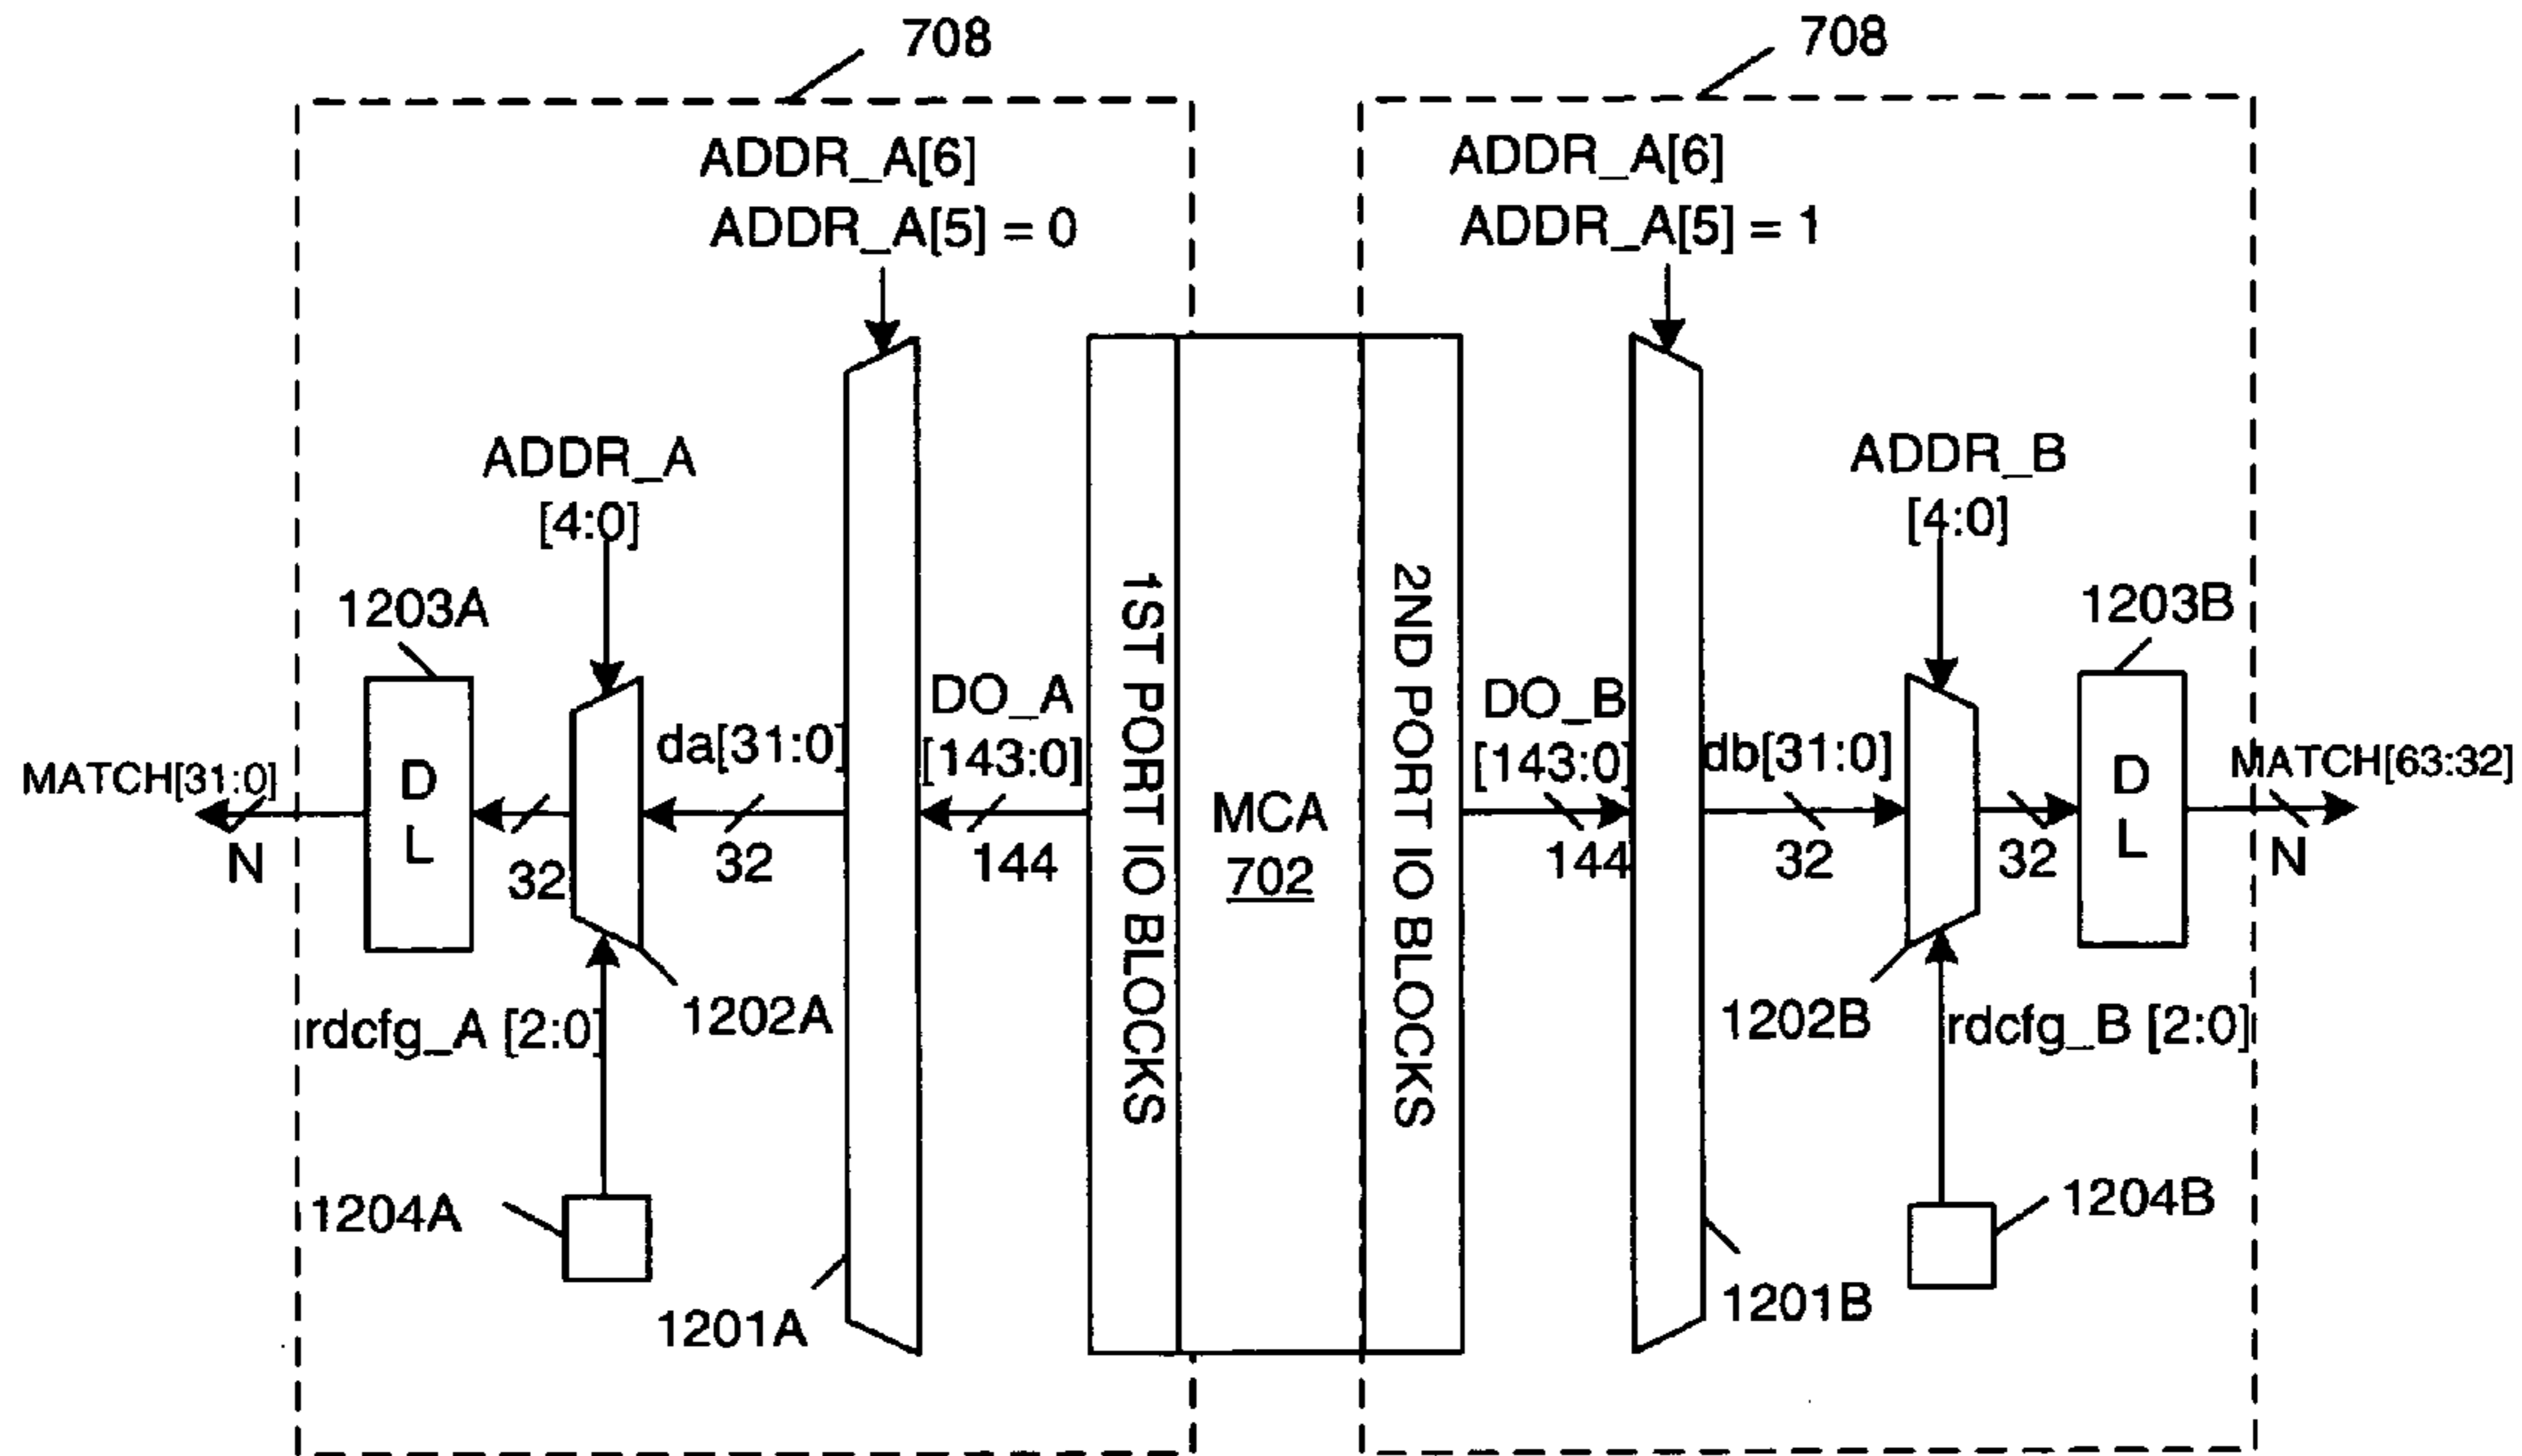 708
708
ADDR_A[6]
ADDR_A[5] = 0
ADDR_A[6]
ADDR_A[5] = 1
ADDR_A
[4:0]
ADDR_B
[4:0]
1203A
1203B
1ST PORT IO BLOCKS
2ND PORT IO BLOCKS
MCA
702
DO_A
[143:0]
144
DO_B
[143:0]
144
da[31:0]
32
db[31:0]
32
32
32
D
L
D
L
MATCH[31:0]
N
MATCH[63:32]
N
1202A
1202B
rdcfg_A [2:0]
rdcfg_B [2:0]
1204A
1204B
1201A
1201B